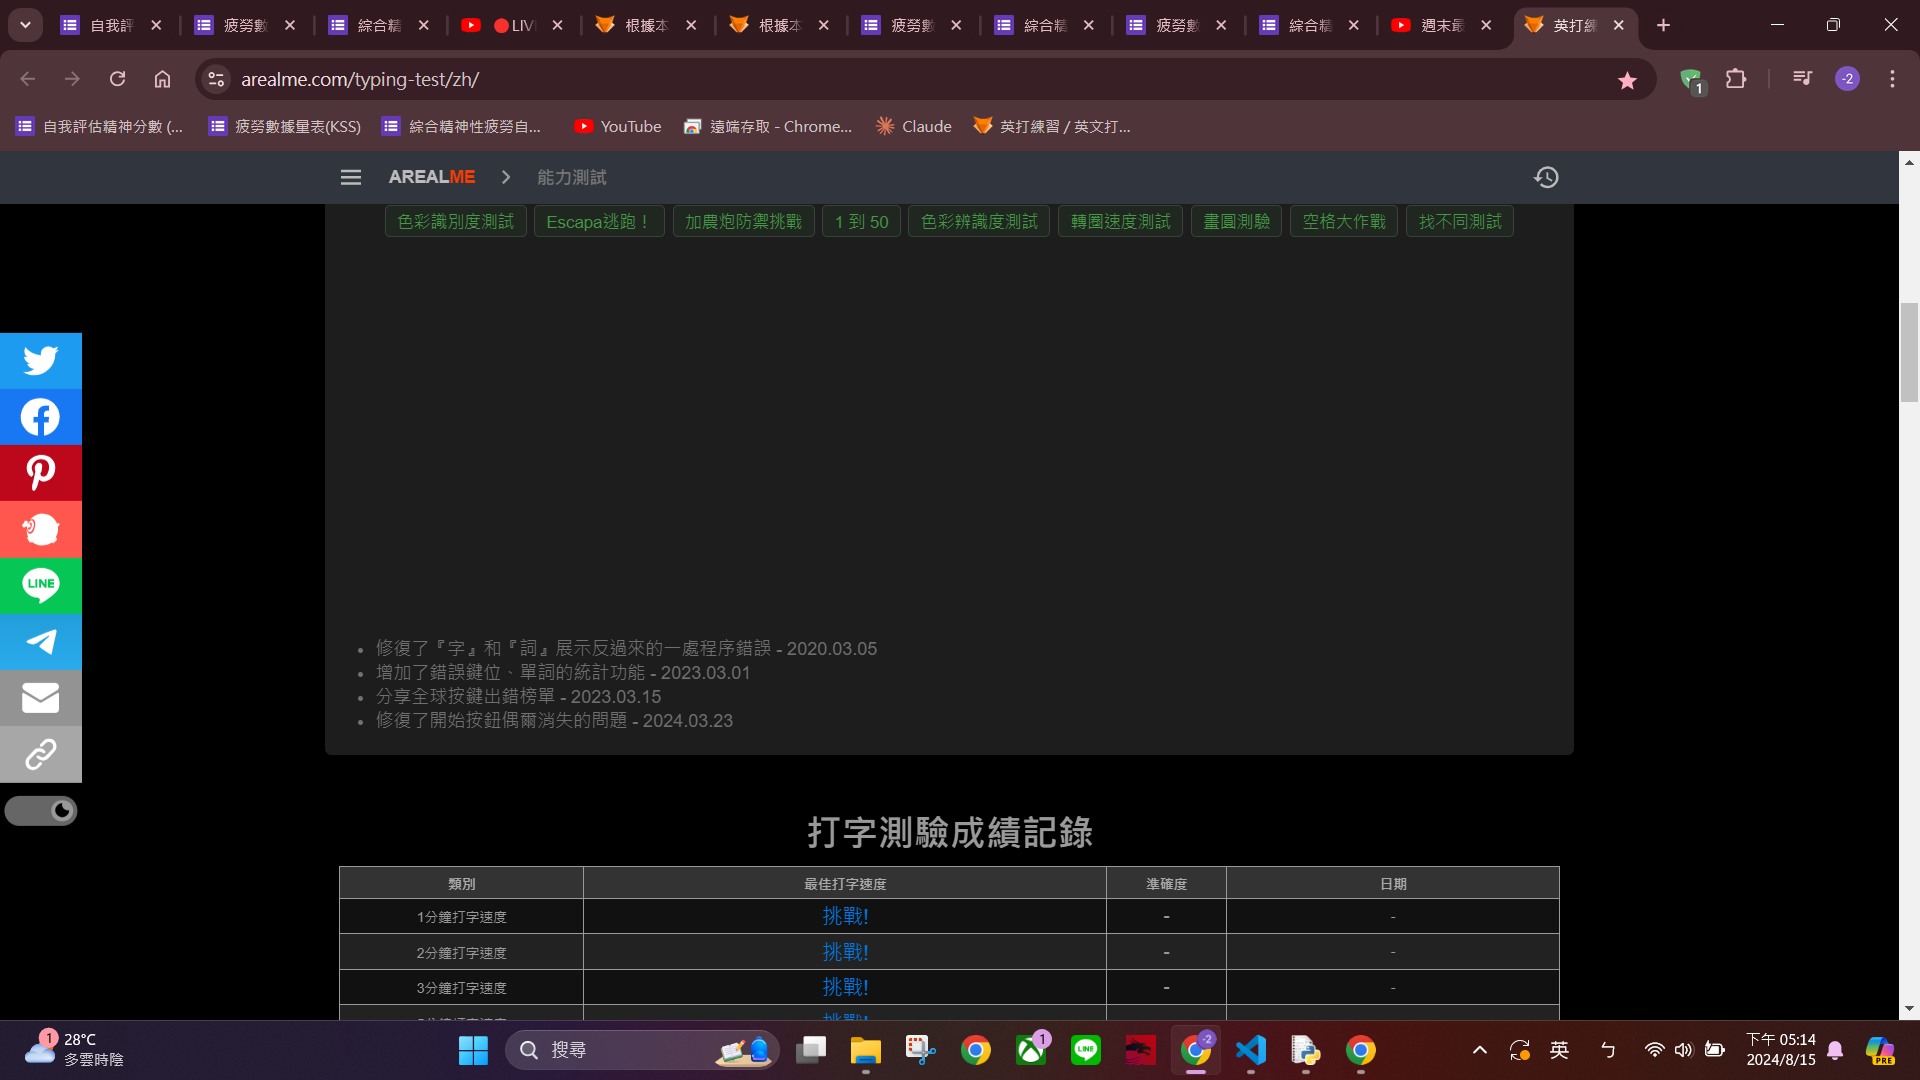 自我評
疲勞數
綜合精
LIV
根據本
根據本
疲勞數
綜合精
疲勞數
綜合精
週末最
英打練
arealme.com/typing-test/zh/
1
-2
自我評估精神分數 (...
疲勞數據量表(KSS)
綜合精神性疲勞自...
YouTube
遠端存取 - Chrome...
Claude
英打練習 / 英文打...
AREALME
能力測試
色彩識別度測試
Escapa逃跑！
加農炮防禦挑戰
1 到 50
色彩辨識度測試
轉圈速度測試
畫圓測驗
空格大作戰
找不同測試
LINE
修復了『字』和『詞』展示反過來的一處程序錯誤 - 2020.03.05
增加了錯誤鍵位、單詞的統計功能 - 2023.03.01
分享全球按鍵出錯榜單 - 2023.03.15
修復了開始按鈕偶爾消失的問題 - 2024.03.23
打字測驗成績記錄
類別 最佳打字速度 準確度 日期
1分鐘打字速度 挑戰! - -
2分鐘打字速度 挑戰! - -
3分鐘打字速度 挑戰! - -
挑戰!
1
28°C
多雲時陰
搜尋
1
LINE
-2
英
ㄅ
下午 05:14
2024/8/15
PRE